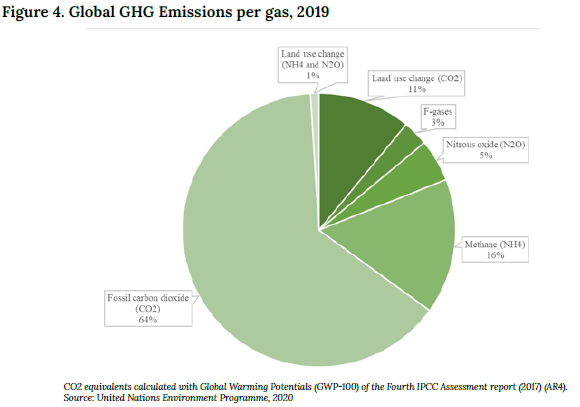 Figure 4. Global GHG Emissions per gas, 2019
Land use change
(NH4 and N2O)
1%
Land use change (CO2)
11%
F-gases
3%
Nitrous oxide (N2O)
5%
Methane (NH4)
16%
Fossil carbon dioxide
(CO2)
64%
CO2 equivalents calculated with Global Warming Potentials (GWP-100) of the Fourth IPCC Assessment report (2017) (AR4).
Source: United Nations Environment Programme, 2020